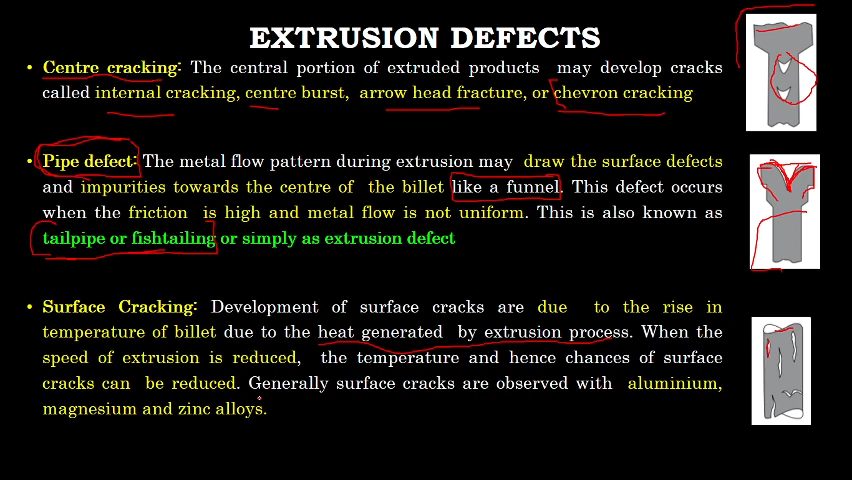 EXTRUSION DEFECTS
• Centre cracking: The central portion of extruded products may develop cracks
called internal cracking, centre burst, arrow head fracture, or chevron cracking
• Pipe defect: The metal flow pattern during extrusion may draw the surface defects
and impurities towards the centre of the billet like a funnel. This defect occurs
when the friction is high and metal flow is not uniform. This is also known as
tailpipe or fishtailing or simply as extrusion defect
• Surface Cracking: Development of surface cracks are due to the rise in
temperature of billet due to the heat generated by extrusion process. When the
speed of extrusion is reduced, the temperature and hence chances of surface
cracks can be reduced. Generally surface cracks are observed with aluminium,
magnesium and zinc alloys.